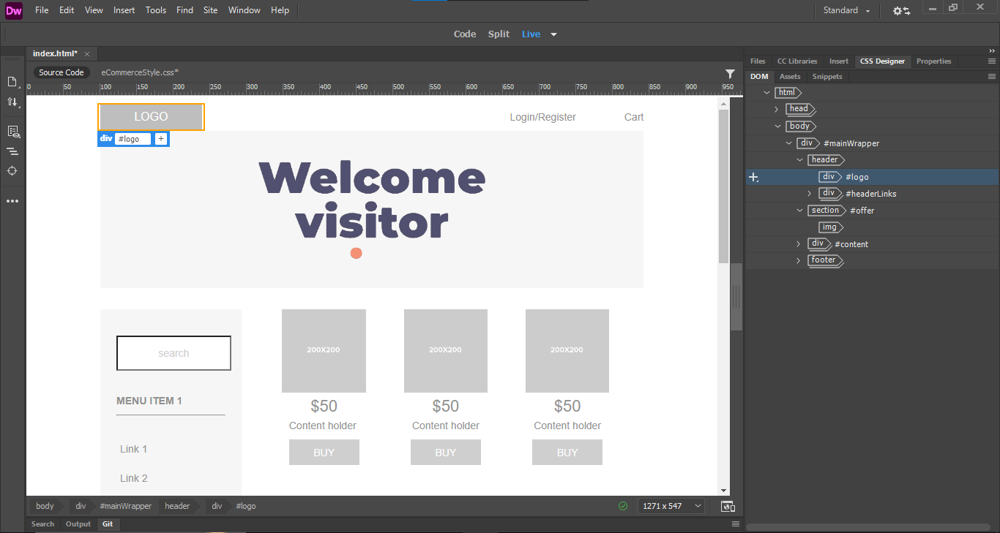 Dw File Edit View Insert Tools Find Site Window Help Standard
Code Split Live
index.html*
Source Code eCommerceStyle.css*
0 50 100 150 200 250 300 350 400 450 500 550 600 650 700 750 800 850 900 950
LOGO Login/Register Cart
div #logo +
Welcome
visitor
200X200 200X200 200X200
search
$50 $50 $50
MENU ITEM 1
Content holder Content holder Content holder
BUY BUY BUY
Link 1
Link 2
body div #mainWrapper header div #logo 1271 x 547
Search Output Git
Files CC Libraries Insert CSS Designer Properties
DOM Assets Snippets
html
head
body
div #mainWrapper
header
div #logo
div #headerLinks
section #offer
img
div #content
footer